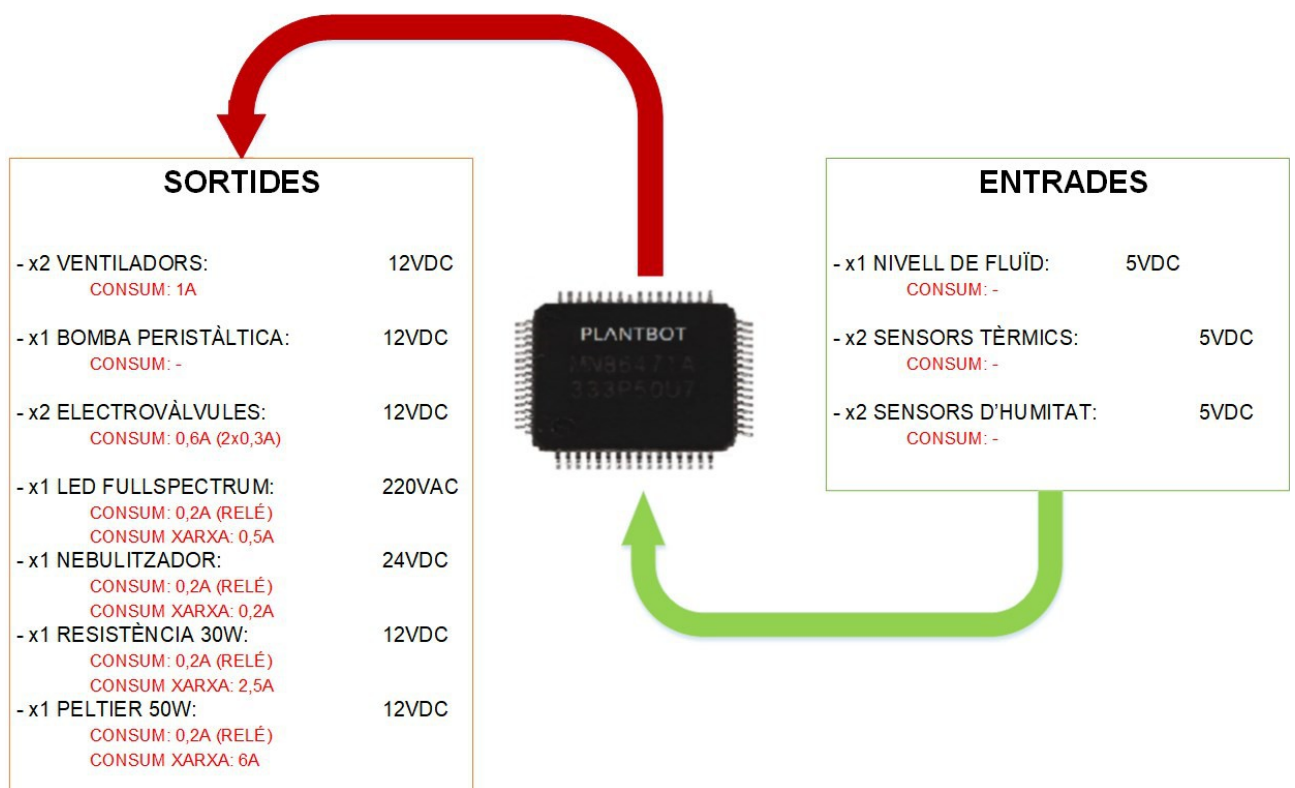 SORTIDES
- x2 VENTILADORS: 12VDC
CONSUM: 1A
- x1 BOMBA PERISTÀLTICA: 12VDC
CONSUM: -
- x2 ELECTROVÀLVULES: 12VDC
CONSUM: 0,6A (2x0,3A)
- x1 LED FULLSPECTRUM: 220VAC
CONSUM: 0,2A (RELÉ)
CONSUM XARXA: 0,5A
- x1 NEBULITZADOR: 24VDC
CONSUM: 0,2A (RELÉ)
CONSUM XARXA: 0,2A
- x1 RESISTÈNCIA 30W: 12VDC
CONSUM: 0,2A (RELÉ)
CONSUM XARXA: 2,5A
- x1 PELTIER 50W: 12VDC
CONSUM: 0,2A (RELÉ)
CONSUM XARXA: 6A
PLANTBOT
ENTRADES
- x1 NIVELL DE FLUÏD: 5VDC
CONSUM: -
- x2 SENSORS TÈRMICS: 5VDC
CONSUM: -
- x2 SENSORS D'HUMITAT: 5VDC
CONSUM: -